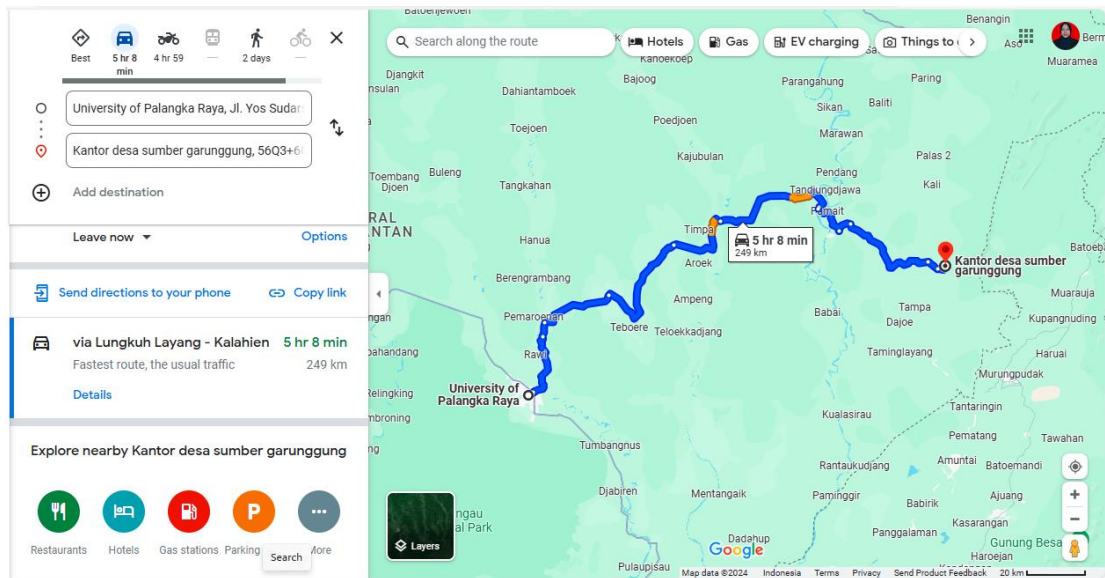 Best
5 hr 8
min
4 hr 59
—
2 days
—
University of Palangka Raya, Jl. Yos Sudars
Kantor desa sumber garunggung, 56Q3+6
Add destination
Leave now
Options
Send directions to your phone
Copy link
via Lungkuh Layang - Kalahien 5 hr 8 min
Fastest route, the usual traffic 249 km
Details
Explore nearby Kantor desa sumber garunggung
Restaurants
Hotels
Gas stations
Parking
More
Search
Search along the route
Hotels
Gas
EV charging
Things to
Batoenjewoen
Benangin
Aso
Muaramea
Kanoekoep
Djangkit
Bajoog
Parangahung
Paring
Dahiantamboek
Sikan
Baliti
Toejoen
Poedjoen
Marawan
Palas 2
Kajubulan
Toembang
Djoen
Buleng
Tangkahan
Pendang
Kali
Tandjungdjawa
Pamait
RAL
NTAN
Timpa
Hanua
5 hr 8 min
249 km
Kantor desa sumber
garunggung
Aroek
Berengrambang
Ampeng
Muarauja
Pemaroenan
Babai
Tampa
Dajoe
Kupangnuding
Teboere
Teloekkadjang
Rawi
Taminglayang
Haruai
Murungpudak
University of
Palangka Raya
Tantaringin
Kualasirau
Pematang
Tawahan
Tumbangnus
Amuntai
Batoemandi
Rantaukudjang
Djabiren
Mentangaik
Paminggir
Babirik
Ajuang
Kasarangan
Panggalaman
Gunung Besa
Dadahup
Haroejan
Pulaupisau
Layers
Google
Map data ©2024 Indonesia Terms Privacy Send Product Feedback 20 km